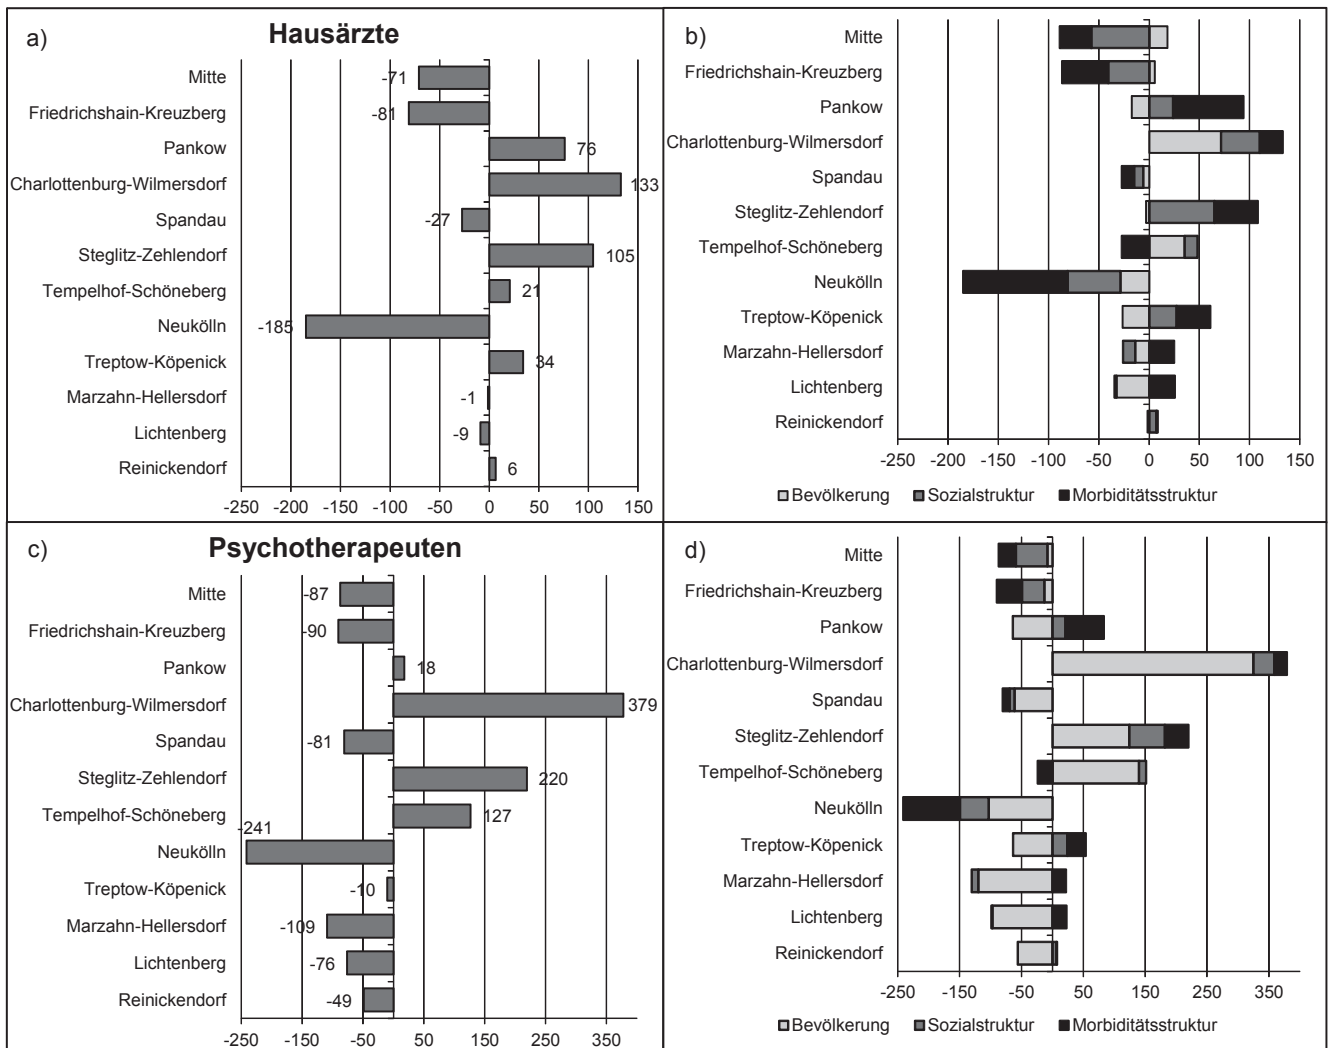 a)
Hausärzte
Mitte -71
Friedrichshain-Kreuzberg -81
Pankow 76
Charlottenburg-Wilmersdorf 133
Spandau -27
Steglitz-Zehlendorf 105
Tempelhof-Schöneberg 21
Neukölln -185
Treptow-Köpenick 34
Marzahn-Hellersdorf -1
Lichtenberg -9
Reinickendorf 6
-250 -200 -150 -100 -50 0 50 100 150
b)
Mitte
Friedrichshain-Kreuzberg
Pankow
Charlottenburg-Wilmersdorf
Spandau
Steglitz-Zehlendorf
Tempelhof-Schöneberg
Neukölln
Treptow-Köpenick
Marzahn-Hellersdorf
Lichtenberg
Reinickendorf
-250 -200 -150 -100 -50 0 50 100 150
Bevölkerung Sozialstruktur Morbiditätsstruktur
c)
Psychotherapeuten
Mitte -87
Friedrichshain-Kreuzberg -90
Pankow 18
Charlottenburg-Wilmersdorf 379
Spandau -81
Steglitz-Zehlendorf 220
Tempelhof-Schöneberg 127
Neukölln -241
Treptow-Köpenick -10
Marzahn-Hellersdorf -109
Lichtenberg -76
Reinickendorf -49
-250 -150 -50 50 150 250 350
d)
Mitte
Friedrichshain-Kreuzberg
Pankow
Charlottenburg-Wilmersdorf
Spandau
Steglitz-Zehlendorf
Tempelhof-Schöneberg
Neukölln
Treptow-Köpenick
Marzahn-Hellersdorf
Lichtenberg
Reinickendorf
-250 -150 -50 50 150 250 350
Bevölkerung Sozialstruktur Morbiditätsstruktur